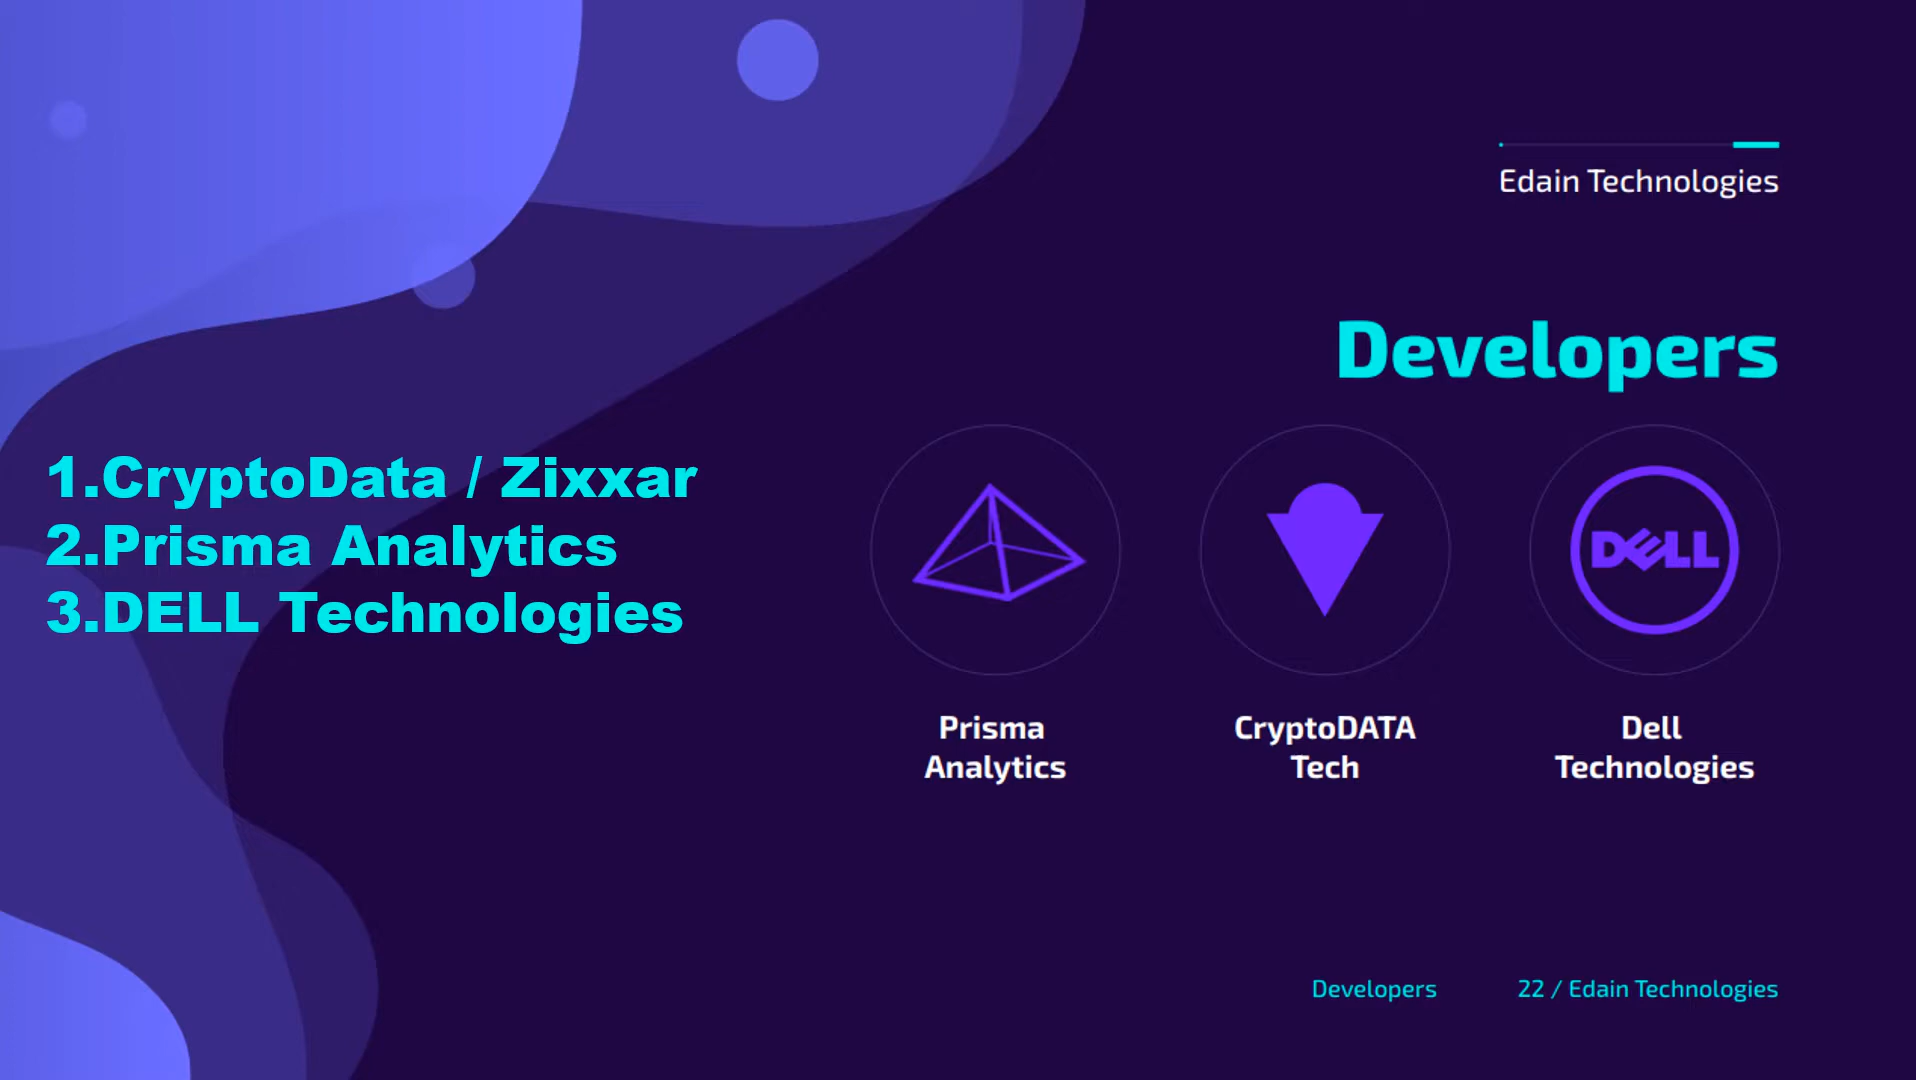 Edain Technologies
Developers
1.CryptoData / Zixxar
2.Prisma Analytics
3.DELL Technologies
DELL
Prisma
Analytics
CryptoDATA
Tech
Dell
Technologies
Developers
22 / Edain Technologies